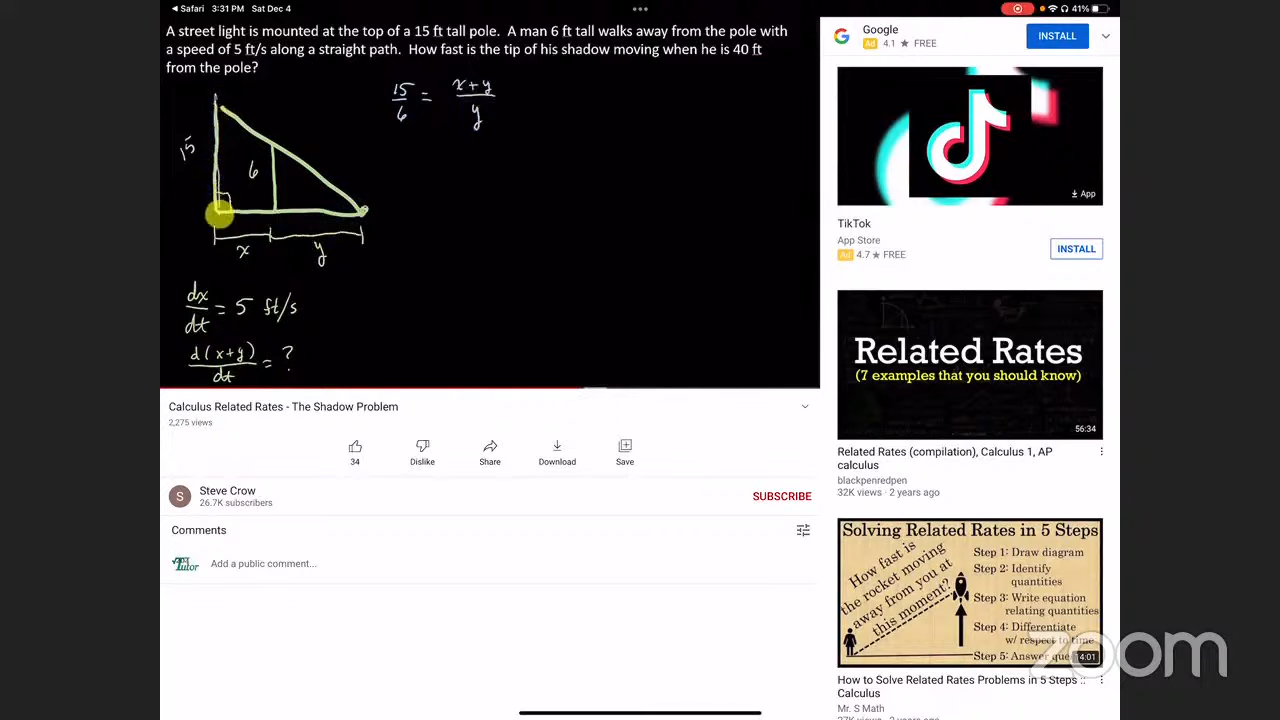 Safari 3:31 PM Sat Dec 4
41%
A street light is mounted at the top of a 15 ft tall pole. A man 6 ft tall walks away from the pole with
a speed of 5 ft/s along a straight path. How fast is the tip of his shadow moving when he is 40 ft
from the pole?
15/6 = (x+y)/y
15
6
x
y
dx/dt = 5 ft/s
d(x+y)/dt = ?
Calculus Related Rates - The Shadow Problem
2,275 views
34
Dislike
Share
Download
Save
S
Steve Crow
26.7K subscribers
SUBSCRIBE
Comments
Tutor
Add a public comment...
Google
Ad 4.1 ★ FREE
INSTALL
App
TikTok
App Store
Ad 4.7 ★ FREE
INSTALL
Related Rates
(7 examples that you should know)
56:34
Related Rates (compilation), Calculus 1, AP
calculus
blackpenredpen
32K views · 2 years ago
Solving Related Rates in 5 Steps
How fast is
the rocket moving
away from you at
this moment?
Step 1: Draw diagram
Step 2: Identify
quantities
Step 3: Write equation
relating quantities
Step 4: Differentiate
w/ respect to time
Step 5: Answer
14:01
zoom
How to Solve Related Rates Problems in 5 Steps ::
Calculus
Mr. S Math